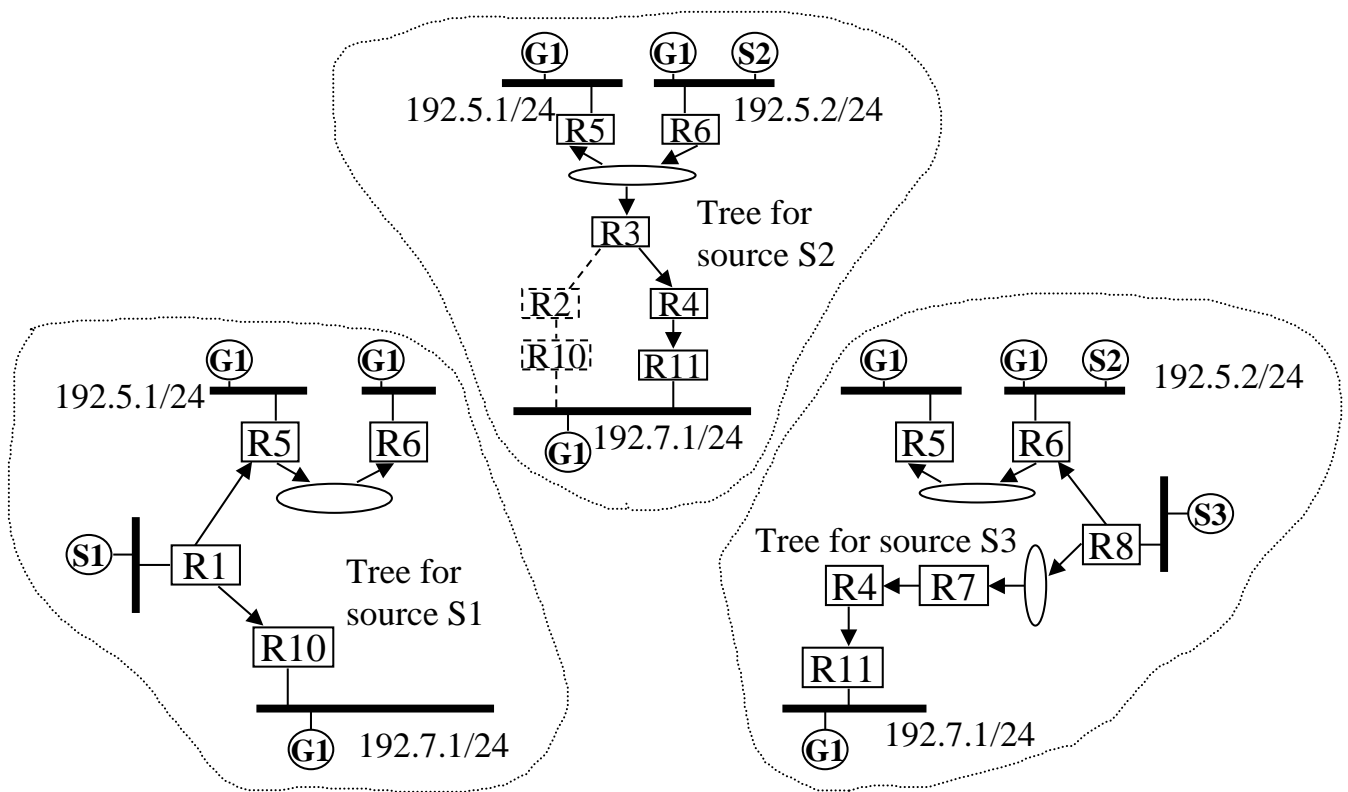 G1
G1
S2
192.5.1/24
192.5.2/24
R5
R6
Tree for
source S2
R3
R2
R4
R10
R11
192.7.1/24
G1
G1
G1
192.5.1/24
R5
R6
S1
R1
Tree for
source S1
R10
G1
192.7.1/24
G1
G1
S2
192.5.2/24
R5
R6
S3
R8
Tree for source S3
R4
R7
R11
G1
192.7.1/24